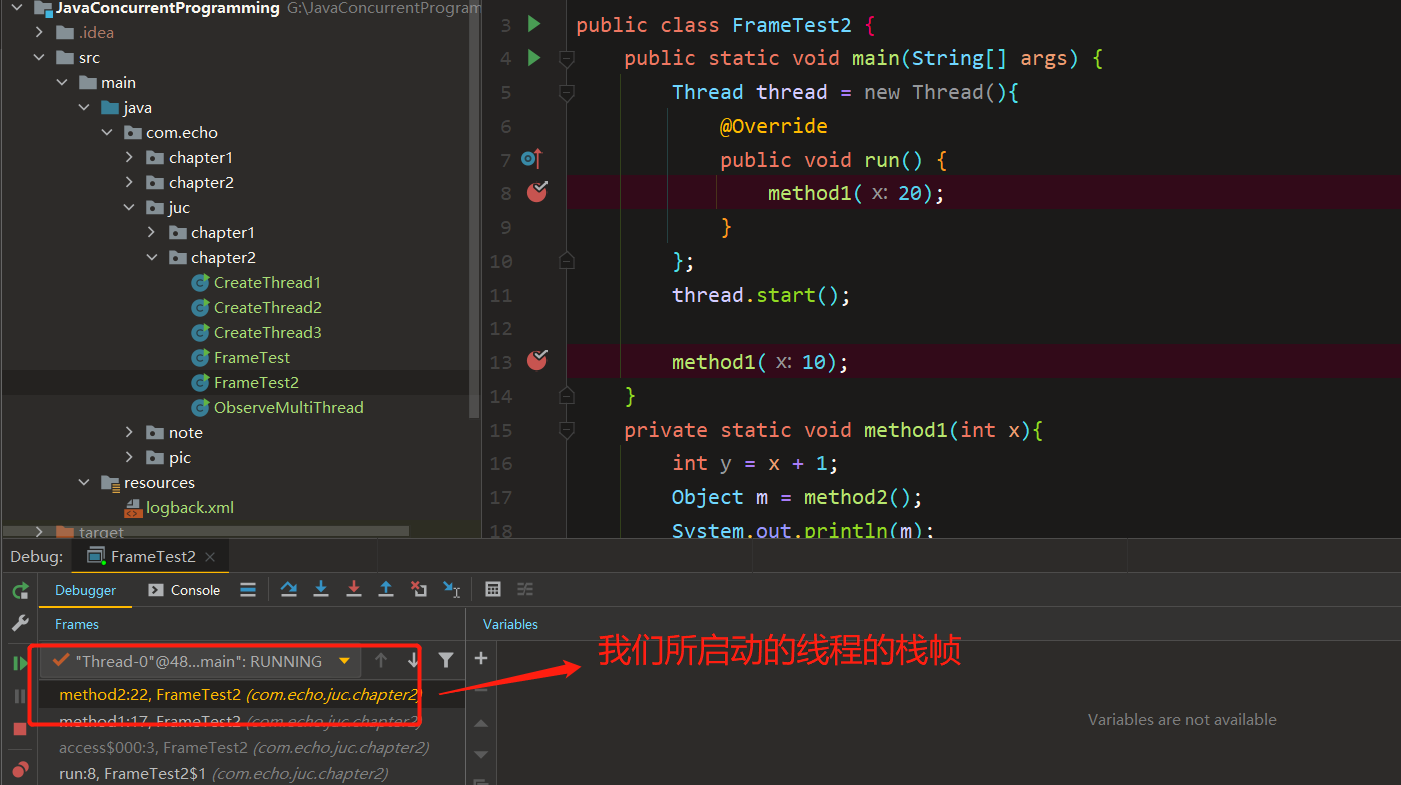 JavaConcurrentProgramming G:\JavaConcurrentProgram
.idea
src
main
java
com.echo
chapter1
chapter2
juc
chapter1
chapter2
CreateThread1
CreateThread2
CreateThread3
FrameTest
FrameTest2
ObserveMultiThread
note
pic
resources
logback.xml
target
3 public class FrameTest2 {
4 public static void main(String[] args) {
5 Thread thread = new Thread(){
6 @Override
7 public void run() {
8 method1( x: 20);
9 }
10 };
11 thread.start();
12
13 method1( x: 10);
14 }
15 private static void method1(int x){
16 int y = x + 1;
17 Object m = method2();
18 System.out.println(m);
Debug: FrameTest2
Debugger Console
Frames
Variables
"Thread-0"@48...main": RUNNING
method2:22, FrameTest2 (com.echo.juc.chapter2)
method1:17, FrameTest2 (com.echo.juc.chapter2)
access$000:3, FrameTest2 (com.echo.juc.chapter2)
run:8, FrameTest2$1 (com.echo.juc.chapter2)
我们所启动的线程的栈帧
Variables are not available